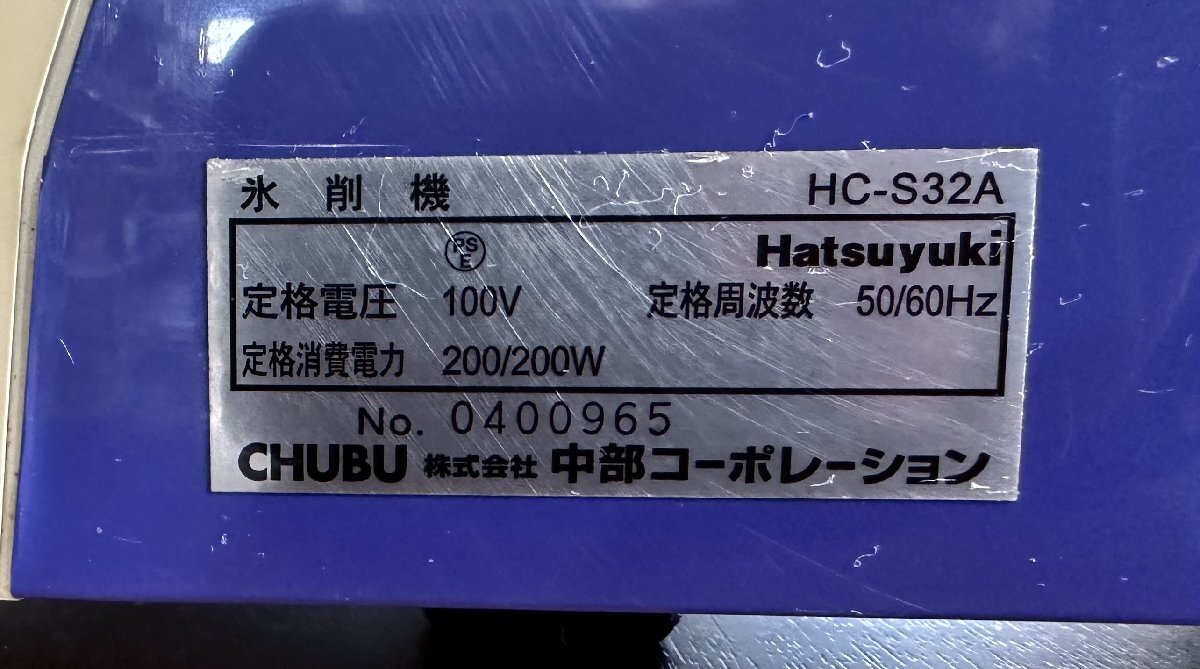 氷削機 HC-S32A
PSE Hatsuyuki
定格電圧 100V 定格周波数 50/60Hz
定格消費電力 200/200W
No. 0400965
CHUBU 株式会社 中部コーポレーション